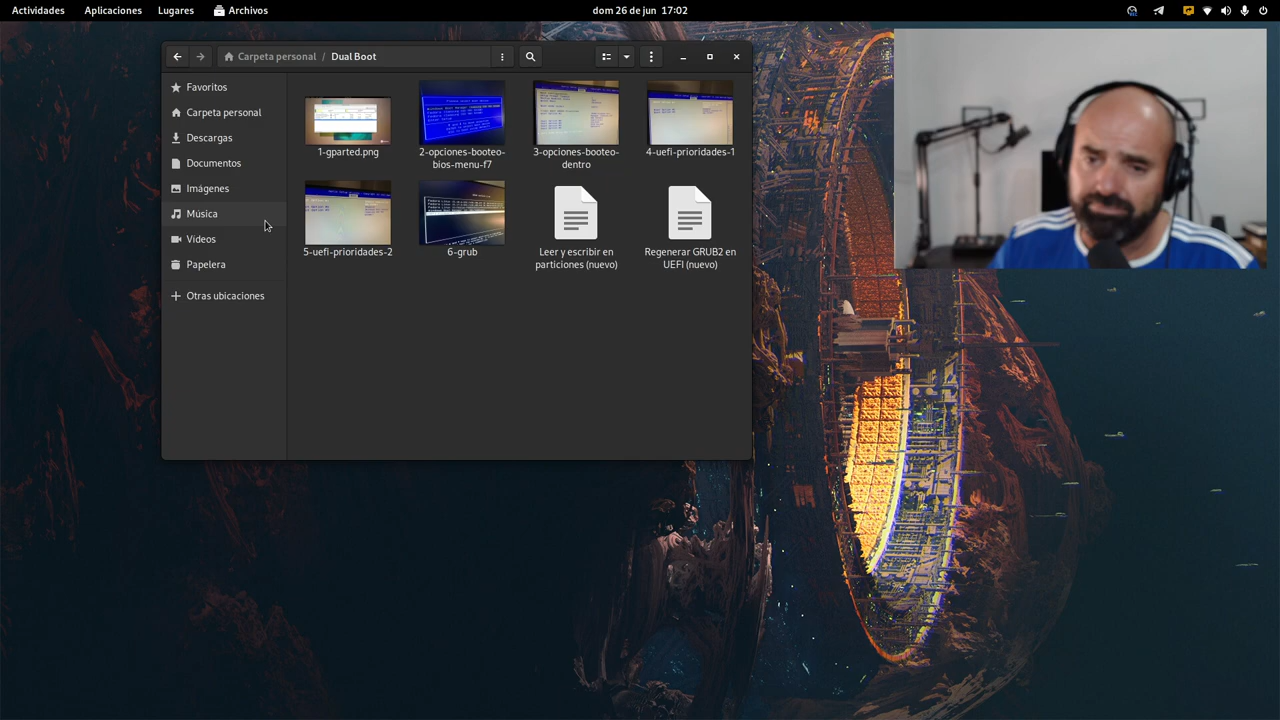 Actividades Aplicaciones Lugares Archivos dom 26 de jun 17:02
Carpeta personal / Dual Boot
Favoritos
Carpeta personal
Descargas
Documentos
Imágenes
Música
Vídeos
Papelera
Otras ubicaciones
1-gparted.png
2-opciones-booteo-
bios-menu-f7
3-opciones-booteo-
dentro
4-uefi-prioridades-1
5-uefi-prioridades-2
6-grub
Leer y escribir en
particiones (nuevo)
Regenerar GRUB2 en
UEFI (nuevo)